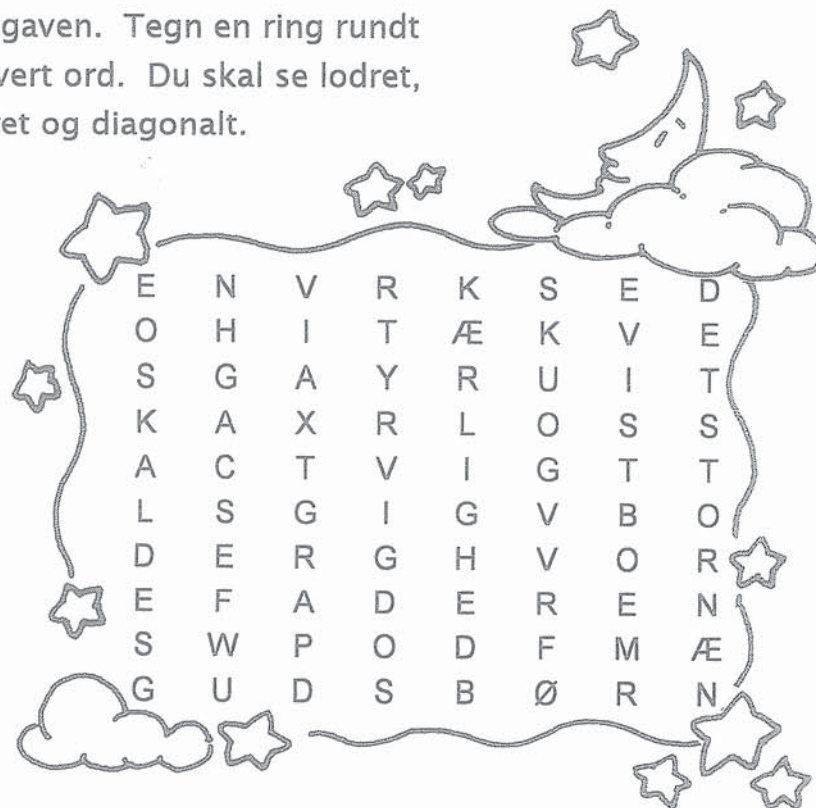 gaven. Tegn en ring rundt
vert ord. Du skal se lodret,
et og diagonalt.
E N V R K S E D
O H I T Æ K V E
S G A Y R U I T
K A X R L O S S
A C T V I G T T
L S G I G V B O
D E R G H V O R
E F A D E R E N
S W P O D F M Æ
G U D S B Ø R N